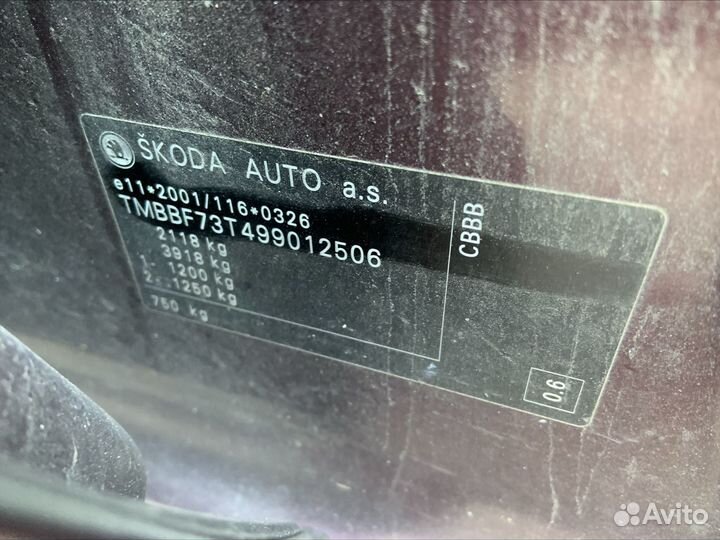 ŠKODA AUTO a.s.
e11*2001/116*0326
TMBBF73T499012506
2118 kg
3918 kg
1. 1200 kg
2. 1250 kg
750 kg
CBBB
0.6
Avito